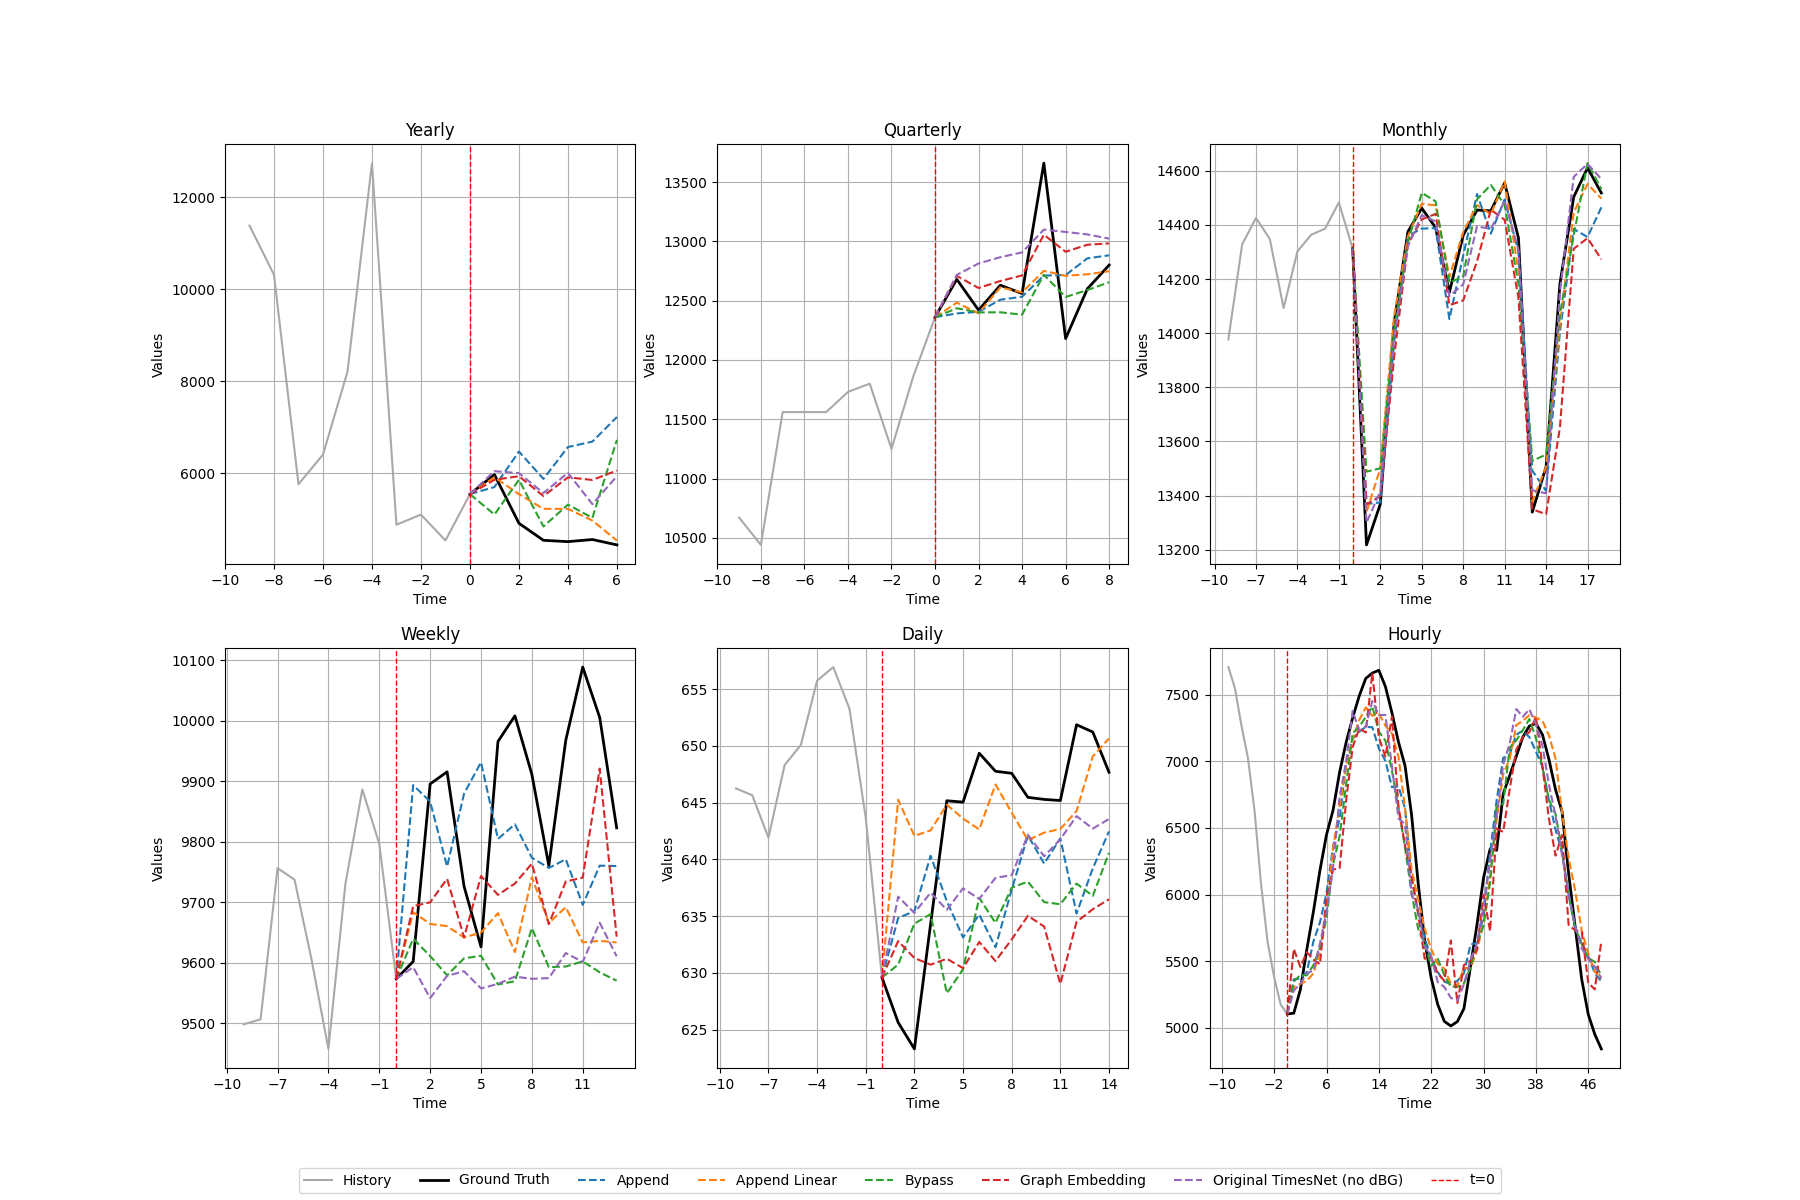 Yearly
Quarterly
Monthly
Values
12000
10000
8000
6000
−10 −8 −6 −4 −2 0 2 4 6
Time
Values
13500
13000
12500
12000
11500
11000
10500
−10 −8 −6 −4 −2 0 2 4 6 8
Time
Values
14600
14400
14200
14000
13800
13600
13400
13200
−10 −7 −4 −1 2 5 8 11 14 17
Time
Weekly
Daily
Hourly
Values
10100
10000
9900
9800
9700
9600
9500
−10 −7 −4 −1 2 5 8 11
Time
Values
655
650
645
640
635
630
625
−10 −7 −4 −1 2 5 8 11 14
Time
Values
7500
7000
6500
6000
5500
5000
−10 −2 6 14 22 30 38 46
Time
History Ground Truth Append Append Linear Bypass Graph Embedding Original TimesNet (no dBG) t=0